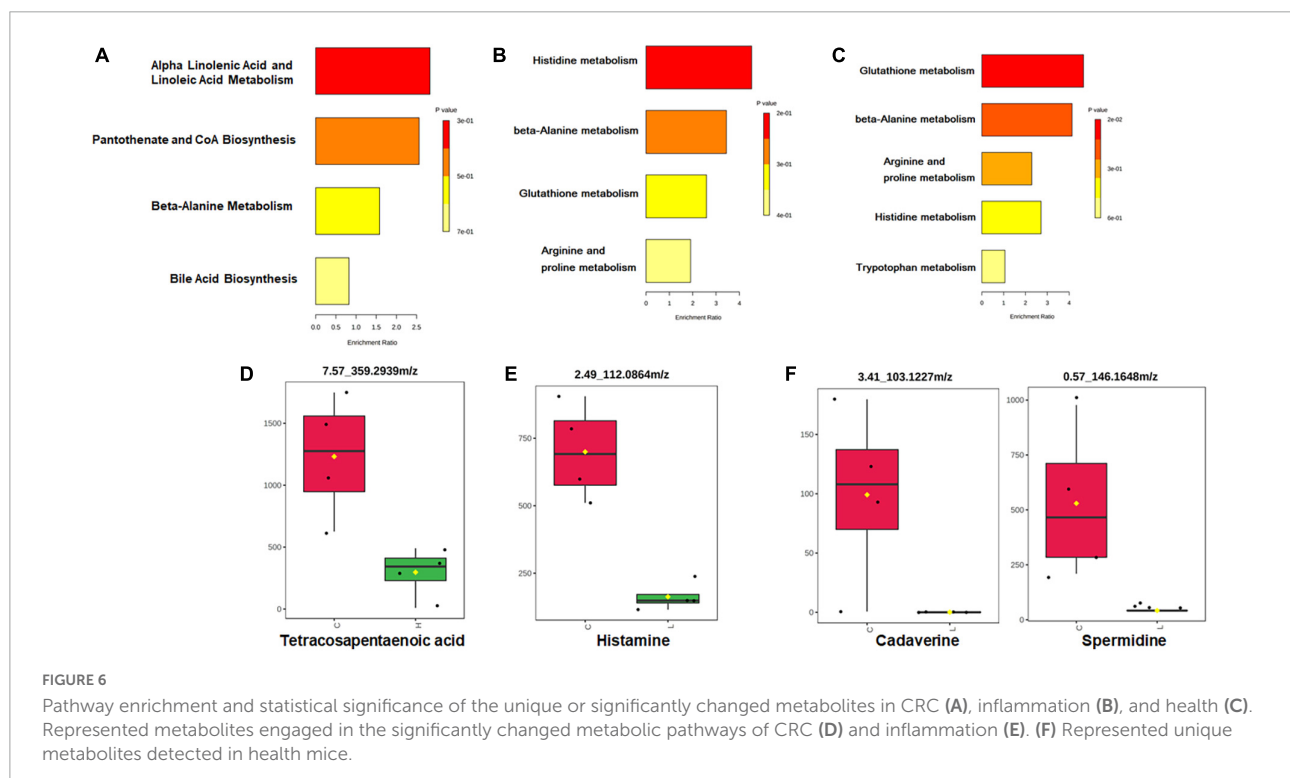 A
Alpha Linolenic Acid and
Linoleic Acid Metabolism
Pantothenate and CoA Biosynthesis
Beta-Alanine Metabolism
Bile Acid Biosynthesis
P value
3e-01
5e-01
7e-01
0.0 0.5 1.0 1.5 2.0 2.5
Enrichment Ratio
B
Histidine metabolism
beta-Alanine metabolism
Glutathione metabolism
Arginine and
proline metabolism
P value
2e-01
3e-01
4e-01
0 1 2 3 4
Enrichment Ratio
C
Glutathione metabolism
beta-Alanine metabolism
Arginine and
proline metabolism
Histidine metabolism
Trypotophan metabolism
P value
2e-02
3e-01
6e-01
0 1 2 3 4
Enrichment Ratio
D
7.57_359.2939m/z
1500
1000
500
0
C H
Tetracosapentaenoic acid
E
2.49_112.0864m/z
750
500
250
C L
Histamine
F
3.41_103.1227m/z
150
100
50
0
C L
Cadaverine
0.57_146.1648m/z
1000
750
500
250
0
C L
Spermidine
FIGURE 6
Pathway enrichment and statistical significance of the unique or significantly changed metabolites in CRC (A), inflammation (B), and health (C).
Represented metabolites engaged in the significantly changed metabolic pathways of CRC (D) and inflammation (E). (F) Represented unique
metabolites detected in health mice.